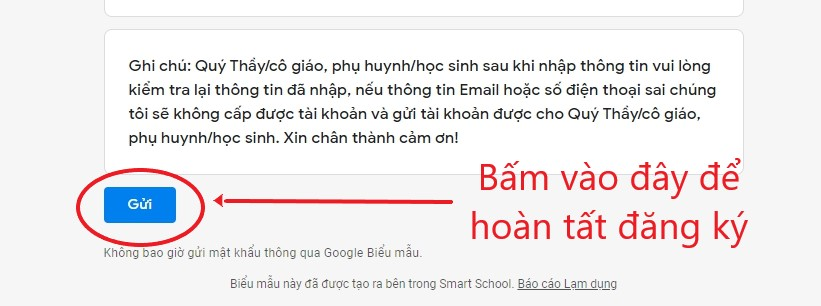 Ghi chú: Quý Thầy/cô giáo, phụ huynh/học sinh sau khi nhập thông tin vui lòng
kiểm tra lại thông tin đã nhập, nếu thông tin Email hoặc số điện thoại sai chúng
tôi sẽ không cấp được tài khoản và gửi tài khoản được cho Quý Thầy/cô giáo,
phụ huynh/học sinh. Xin chân thành cảm ơn!
Bấm vào đây để
hoàn tất đăng ký
Gửi
Không bao giờ gửi mật khẩu thông qua Google Biểu mẫu.
Biểu mẫu này đã được tạo ra bên trong Smart School. Báo cáo Lạm dụng